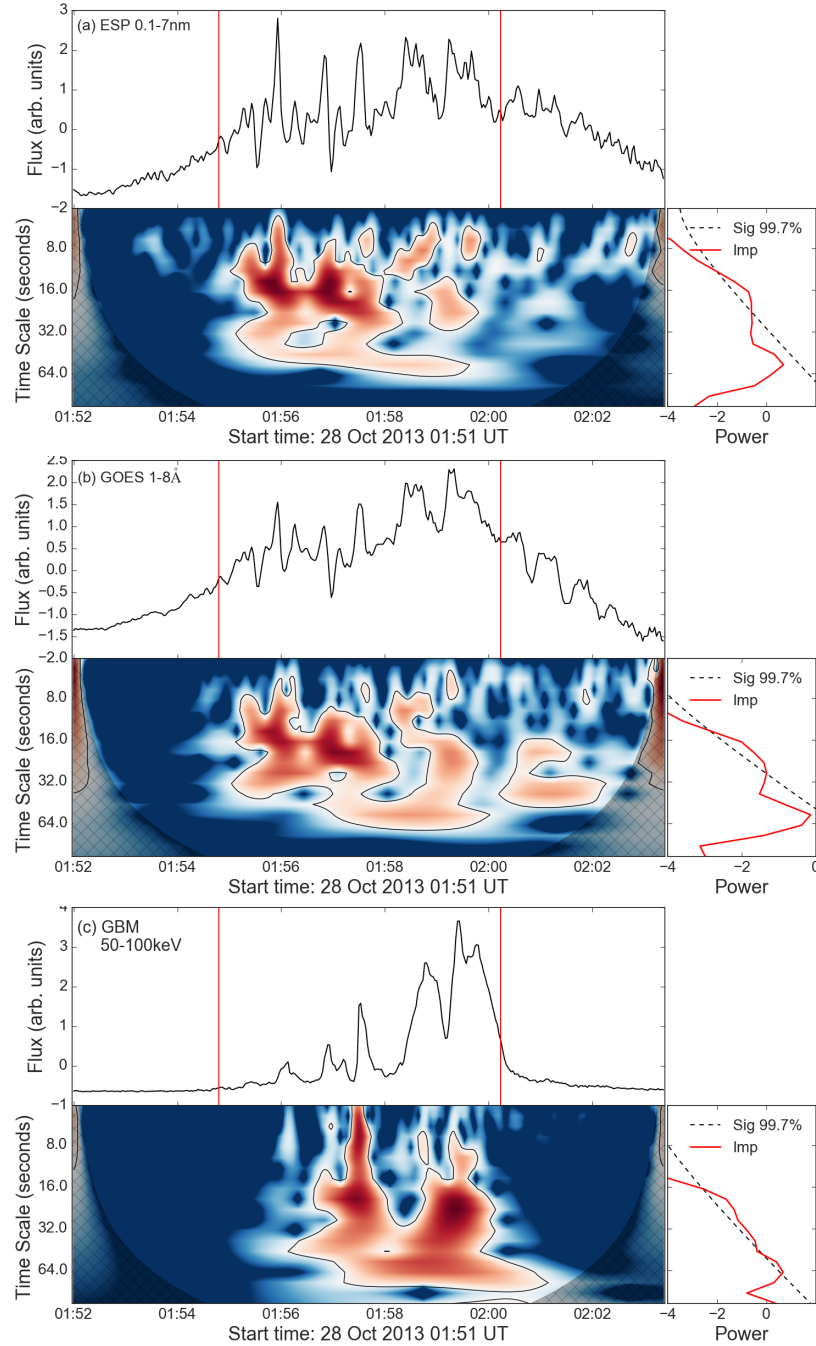 (a) ESP 0.1-7nm
3
2
1
0
−1
−2
Flux (arb. units)
8.0
16.0
32.0
64.0
Time Scale (seconds)
Sig 99.7%
Imp
01:52 01:54 01:56 01:58 02:00 02:02
−4 −2 0
Start time: 28 Oct 2013 01:51 UT
Power
(b) GOES 1-8Å
2.5
2.0
1.5
1.0
0.5
0.0
−0.5
−1.0
−1.5
−2.0
Flux (arb. units)
8.0
16.0
32.0
64.0
Time Scale (seconds)
Sig 99.7%
Imp
01:52 01:54 01:56 01:58 02:00 02:02
−4 −2 0
Start time: 28 Oct 2013 01:51 UT
Power
(c) GBM
50-100keV
4
3
2
1
0
−1
Flux (arb. units)
8.0
16.0
32.0
64.0
Time Scale (seconds)
Sig 99.7%
Imp
01:52 01:54 01:56 01:58 02:00 02:02
−4 −2 0
Start time: 28 Oct 2013 01:51 UT
Power